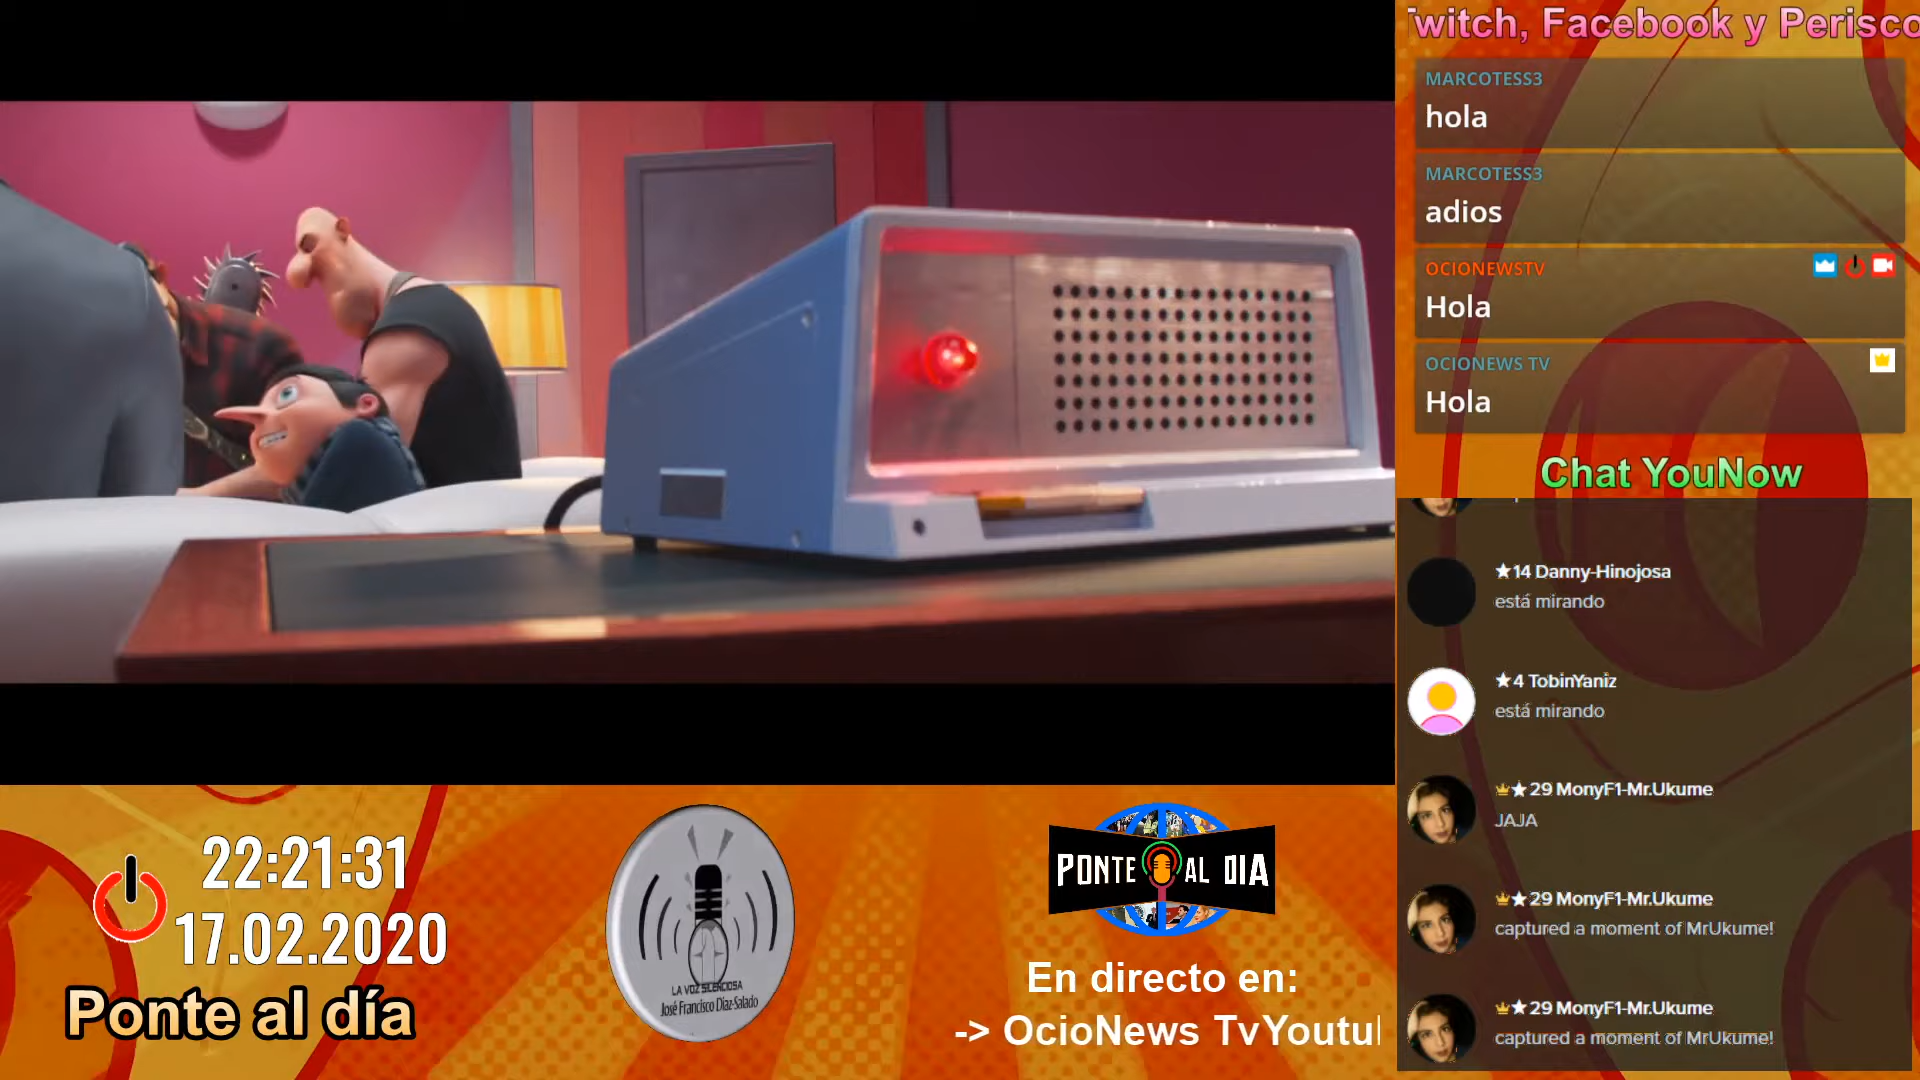 Twitch, Facebook y Perisco
MARCOTESS3
hola
MARCOTESS3
adios
OCIONEWSTV
Hola
OCIONEWS TV
Hola
Chat YouNow
★14 Danny-Hinojosa
está mirando
★4 TobinYaniz
está mirando
★29 MonyF1-Mr.Ukume
JAJA
★29 MonyF1-Mr.Ukume
captured a moment of MrUkume!
★29 MonyF1-Mr.Ukume
captured a moment of MrUkume!
22:21:31
17.02.2020
Ponte al día
LA VOZ SILENCIOSA
José Francisco Díaz-Salado
PONTE AL DIA
En directo en:
-> OcioNews TvYoutu